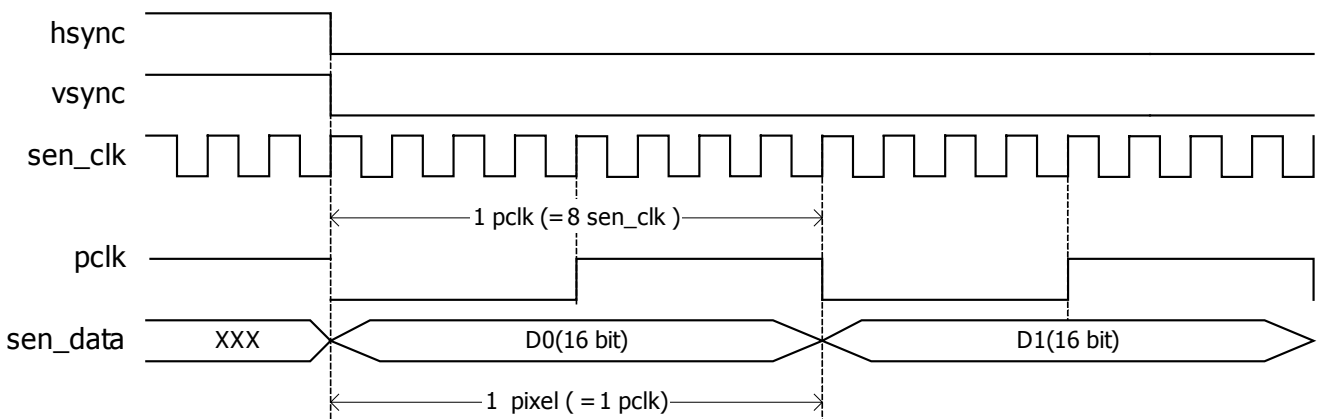 hsync
vsync
sen_clk
1 pclk (=8 sen_clk )
pclk
sen_data XXX D0(16 bit) D1(16 bit)
1 pixel ( =1 pclk)